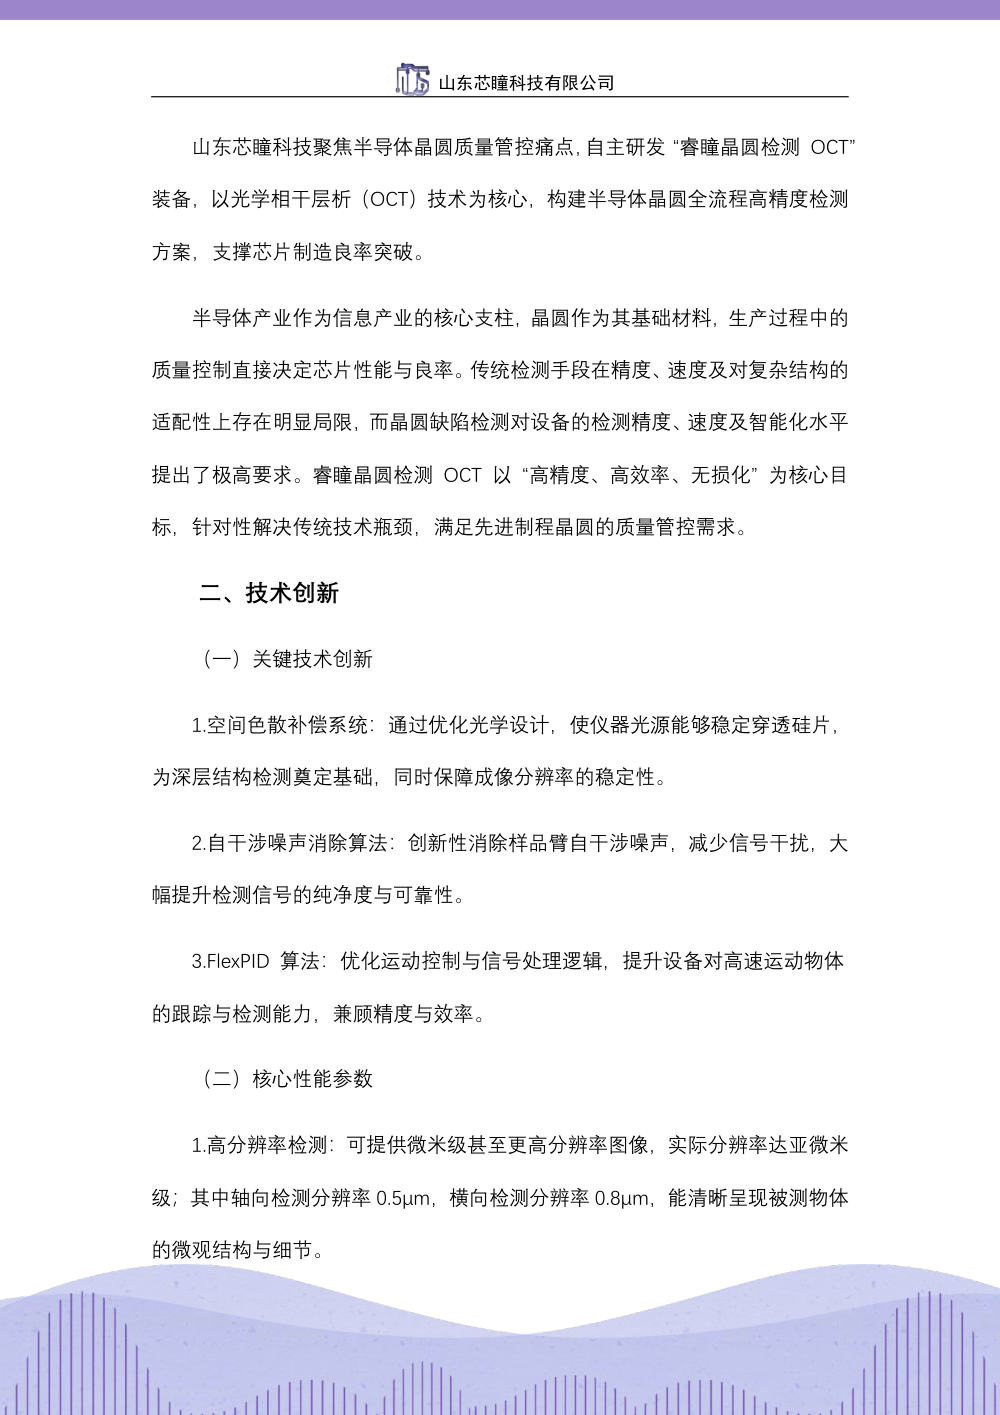 山东芯瞳科技有限公司
山东芯瞳科技聚焦半导体晶圆质量管控痛点，自主研发 “睿瞳晶圆检测 OCT”
装备，以光学相干层析（OCT）技术为核心，构建半导体晶圆全流程高精度检测
方案，支撑芯片制造良率突破。
半导体产业作为信息产业的核心支柱，晶圆作为其基础材料，生产过程中的
质量控制直接决定芯片性能与良率。传统检测手段在精度、速度及对复杂结构的
适配性上存在明显局限，而晶圆缺陷检测对设备的检测精度、速度及智能化水平
提出了极高要求。睿瞳晶圆检测 OCT 以 “高精度、高效率、无损化” 为核心目
标，针对性解决传统技术瓶颈，满足先进制程晶圆的质量管控需求。
二、技术创新
（一）关键技术创新
1.空间色散补偿系统：通过优化光学设计，使仪器光源能够稳定穿透硅片，
为深层结构检测奠定基础，同时保障成像分辨率的稳定性。
2.自干涉噪声消除算法：创新性消除样品臂自干涉噪声，减少信号干扰，大
幅提升检测信号的纯净度与可靠性。
3.FlexPID 算法：优化运动控制与信号处理逻辑，提升设备对高速运动物体
的跟踪与检测能力，兼顾精度与效率。
（二）核心性能参数
1.高分辨率检测：可提供微米级甚至更高分辨率图像，实际分辨率达亚微米
级；其中轴向检测分辨率 0.5μm，横向检测分辨率 0.8μm，能清晰呈现被测物体
的微观结构与细节。